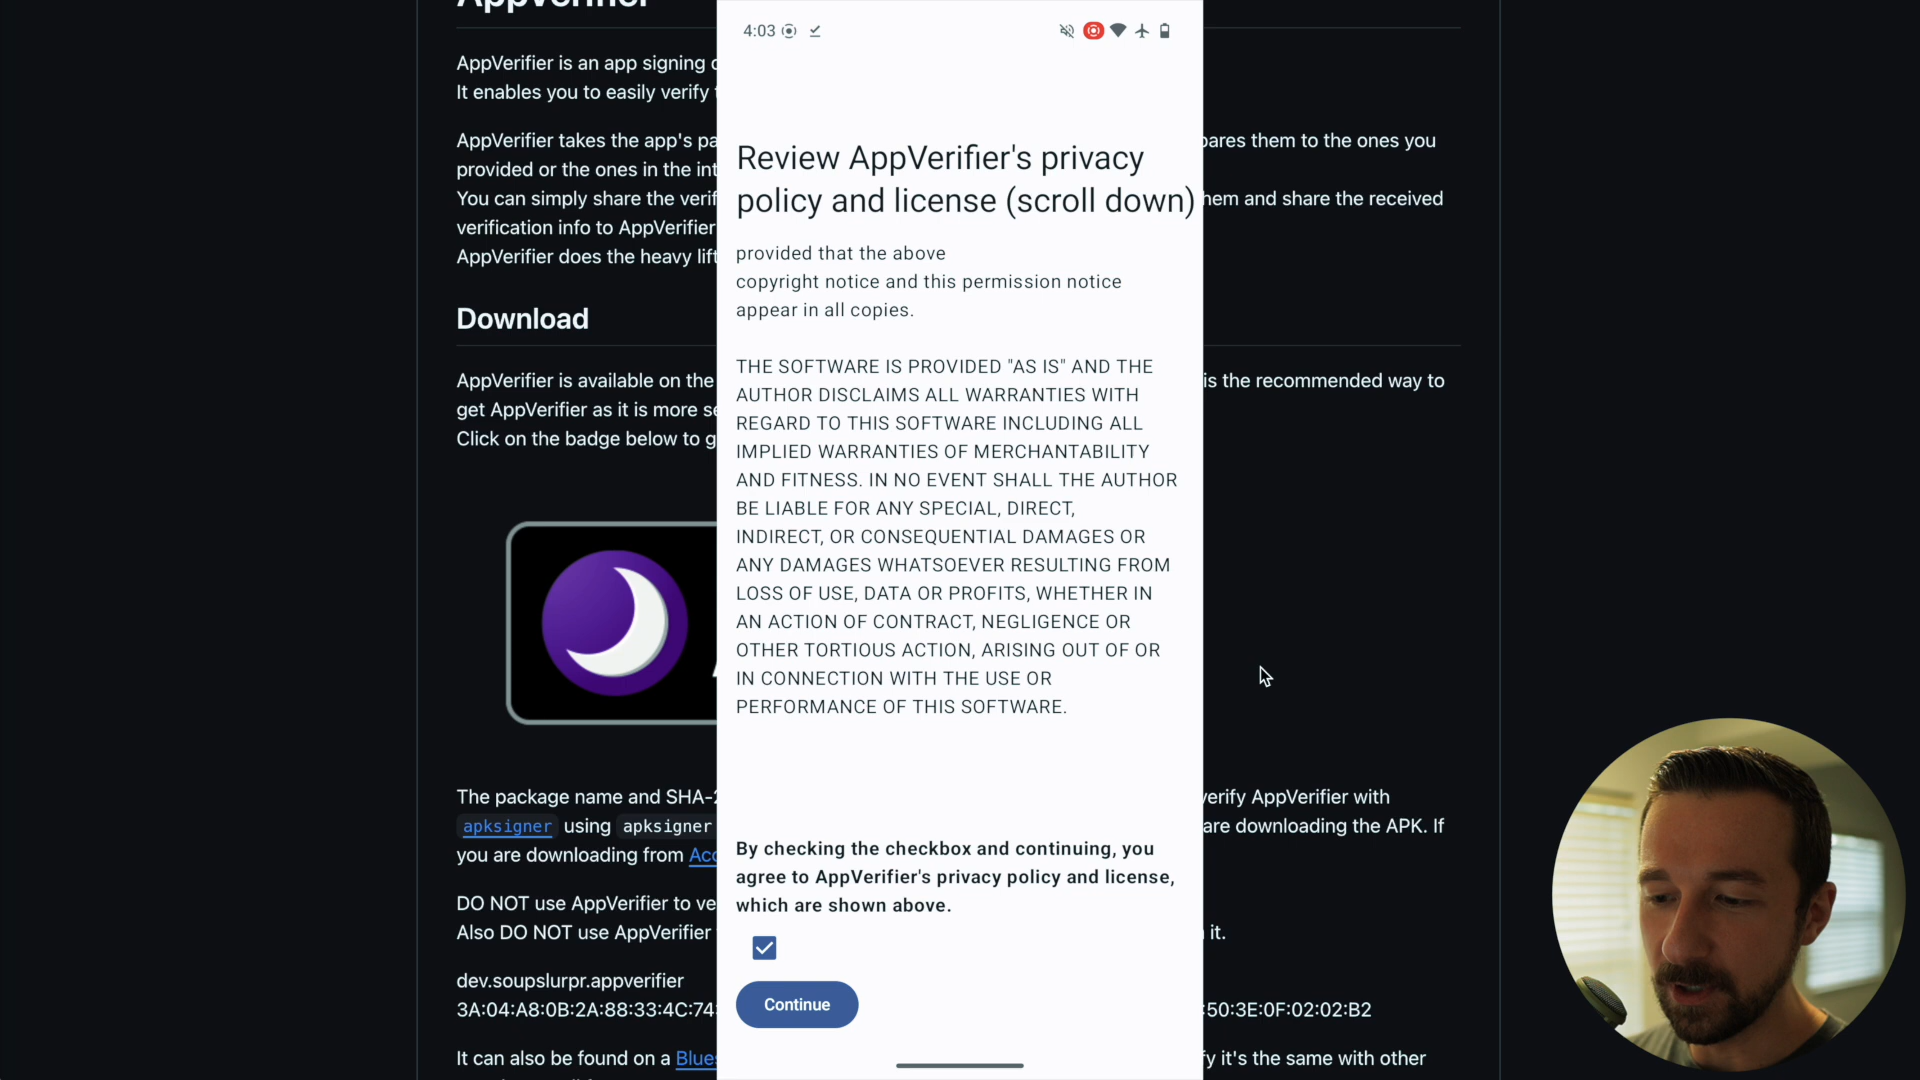 AppVerifier
AppVerifier is an app signing
It enables you to easily verify
AppVerifier takes the app's
provided or the ones in the
You can simply share the
verification info to AppVerifier
AppVerifier does the heavy
pares them to the ones you
hem and share the received
Download
AppVerifier is available on the
get AppVerifier as it is more
Click on the badge below to
is the recommended way to
The package name and
apksigner using apksigner
you are downloading from
verify AppVerifier with
are downloading the APK. If
DO NOT use AppVerifier to
Also DO NOT use AppVerifier
it.
dev.soupslurpr.appverifier
3A:04:A8:0B:2A:88:33:4C:74:
:50:3E:0F:02:02:B2
It can also be found on a Blues
fy it's the same with other
4:03
Review AppVerifier's privacy
policy and license (scroll down)
provided that the above
copyright notice and this permission notice
appear in all copies.
THE SOFTWARE IS PROVIDED "AS IS" AND THE
AUTHOR DISCLAIMS ALL WARRANTIES WITH
REGARD TO THIS SOFTWARE INCLUDING ALL
IMPLIED WARRANTIES OF MERCHANTABILITY
AND FITNESS. IN NO EVENT SHALL THE AUTHOR
BE LIABLE FOR ANY SPECIAL, DIRECT,
INDIRECT, OR CONSEQUENTIAL DAMAGES OR
ANY DAMAGES WHATSOEVER RESULTING FROM
LOSS OF USE, DATA OR PROFITS, WHETHER IN
AN ACTION OF CONTRACT, NEGLIGENCE OR
OTHER TORTIOUS ACTION, ARISING OUT OF OR
IN CONNECTION WITH THE USE OR
PERFORMANCE OF THIS SOFTWARE.
By checking the checkbox and continuing, you
agree to AppVerifier's privacy policy and license,
which are shown above.
Continue